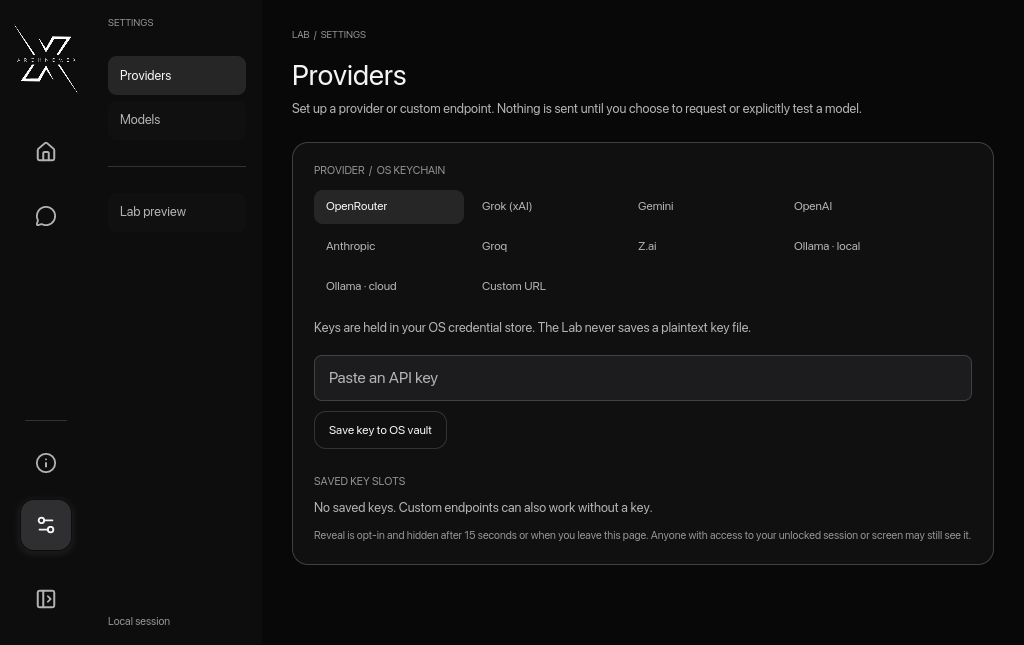 SETTINGS
Providers
Models
Lab preview
Local session
LAB / SETTINGS
Providers
Set up a provider or custom endpoint. Nothing is sent until you choose to request or explicitly test a model.
PROVIDER / OS KEYCHAIN
OpenRouter
Grok (xAI)
Gemini
OpenAI
Anthropic
Groq
Z.ai
Ollama · local
Ollama · cloud
Custom URL
Keys are held in your OS credential store. The Lab never saves a plaintext key file.
Paste an API key
Save key to OS vault
SAVED KEY SLOTS
No saved keys. Custom endpoints can also work without a key.
Reveal is opt-in and hidden after 15 seconds or when you leave this page. Anyone with access to your unlocked session or screen may still see it.